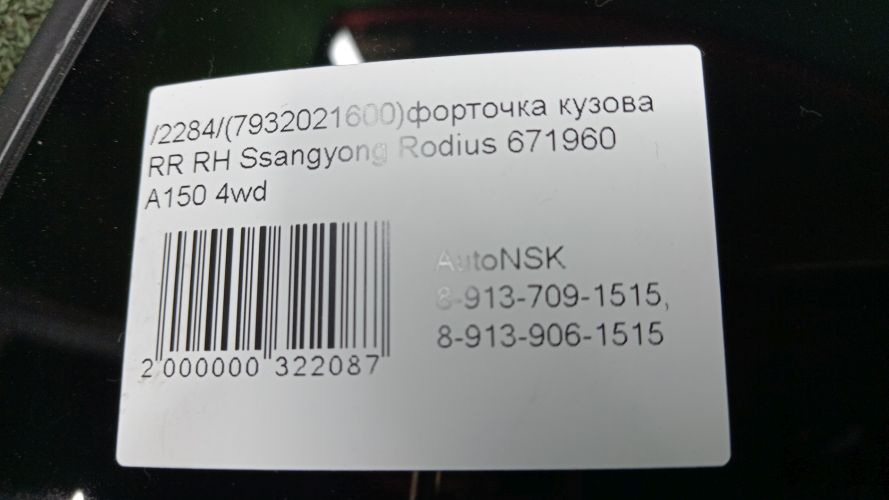 /2284/(7932021600)форточка кузова
RR RH Ssangyong Rodius 671960
A150 4wd
AutoNSK
8-913-709-1515,
8-913-906-1515
2 000000 322087